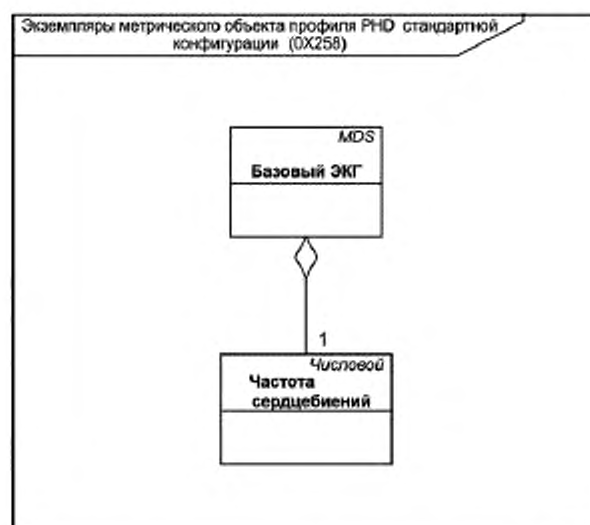 Экземпляры метрического объекта профиля PHD стандартной
конфигурации (0X258)
MDS
Базовый ЭКГ
1
Числовой
Частота
сердцебиений